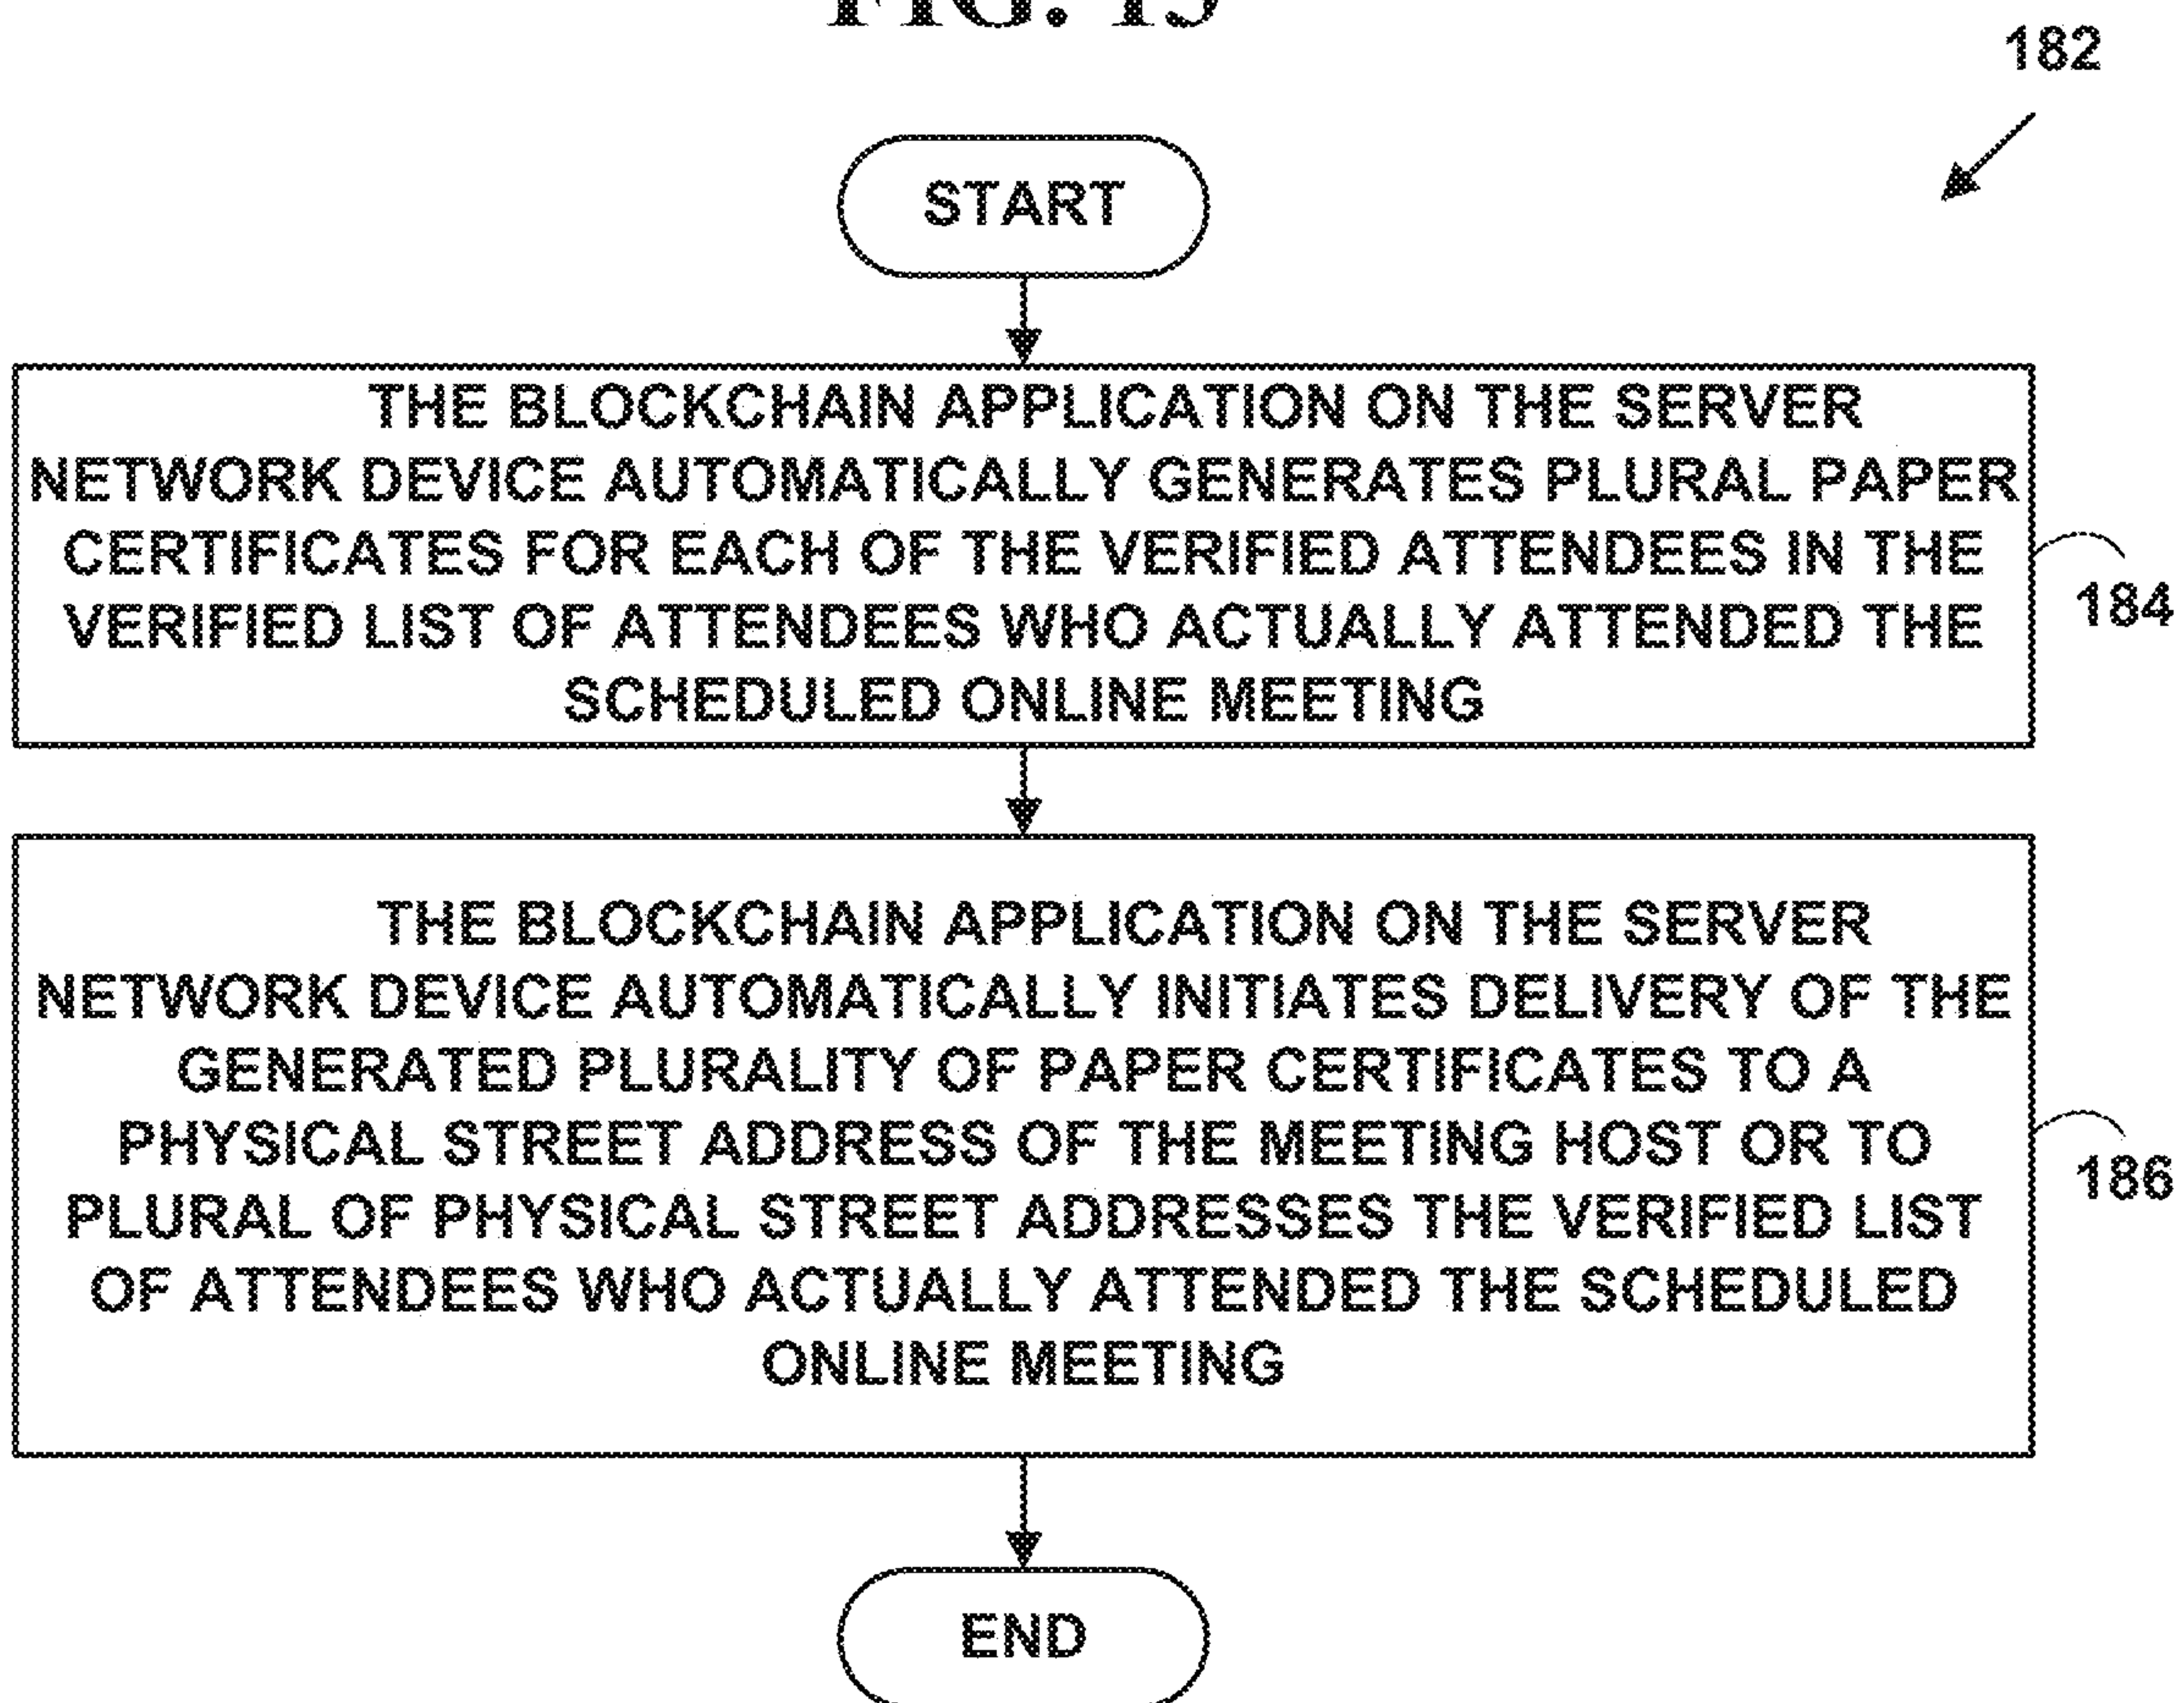 FIG. 15
182
START
THE BLOCKCHAIN APPLICATION ON THE SERVER
NETWORK DEVICE AUTOMATICALLY GENERATES PLURAL PAPER
CERTIFICATES FOR EACH OF THE VERIFIED ATTENDEES IN THE
VERIFIED LIST OF ATTENDEES WHO ACTUALLY ATTENDED THE
SCHEDULED ONLINE MEETING
184
THE BLOCKCHAIN APPLICATION ON THE SERVER
NETWORK DEVICE AUTOMATICALLY INITIATES DELIVERY OF THE
GENERATED PLURALITY OF PAPER CERTIFICATES TO A
PHYSICAL STREET ADDRESS OF THE MEETING HOST OR TO
PLURAL OF PHYSICAL STREET ADDRESSES THE VERIFIED LIST
OF ATTENDEES WHO ACTUALLY ATTENDED THE SCHEDULED
ONLINE MEETING
186
END